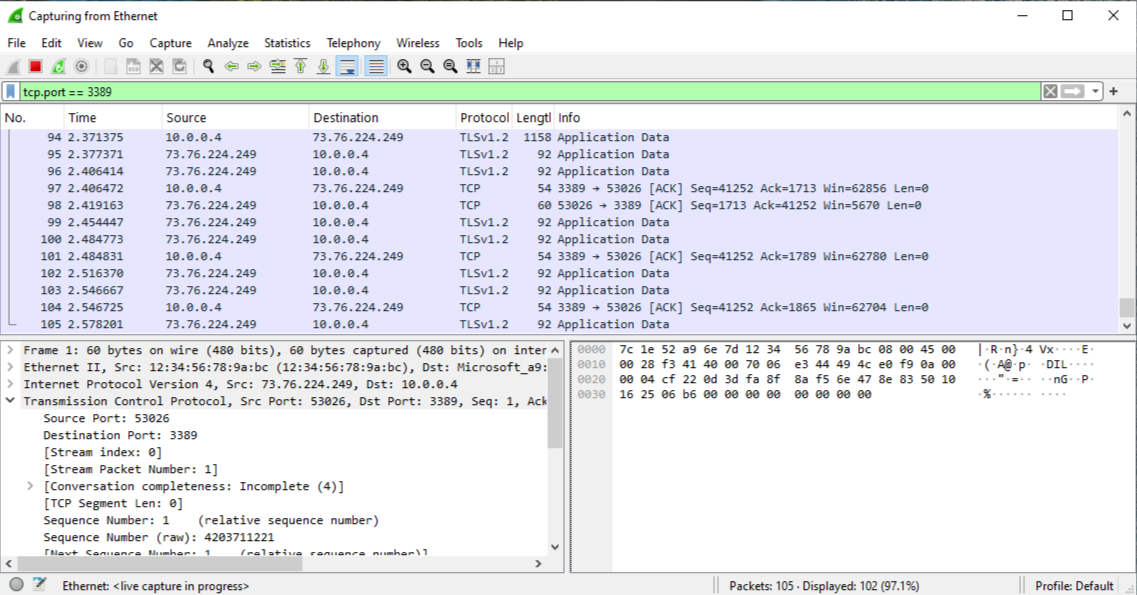 Capturing from Ethernet
File Edit View Go Capture Analyze Statistics Telephony Wireless Tools Help
tcp.port == 3389
No. Time Source Destination Protocol Lengtl Info
94 2.371375 10.0.0.4 73.76.224.249 TLSv1.2 1158 Application Data
95 2.377371 73.76.224.249 10.0.0.4 TLSv1.2 92 Application Data
96 2.406414 73.76.224.249 10.0.0.4 TLSv1.2 92 Application Data
97 2.406472 10.0.0.4 73.76.224.249 TCP 54 3389 → 53026 [ACK] Seq=41252 Ack=1713 Win=62856 Len=0
98 2.419163 73.76.224.249 10.0.0.4 TCP 60 53026 → 3389 [ACK] Seq=1713 Ack=41252 Win=5670 Len=0
99 2.454447 73.76.224.249 10.0.0.4 TLSv1.2 92 Application Data
100 2.484773 73.76.224.249 10.0.0.4 TLSv1.2 92 Application Data
101 2.484831 10.0.0.4 73.76.224.249 TCP 54 3389 → 53026 [ACK] Seq=41252 Ack=1789 Win=62780 Len=0
102 2.516370 73.76.224.249 10.0.0.4 TLSv1.2 92 Application Data
103 2.546667 73.76.224.249 10.0.0.4 TLSv1.2 92 Application Data
104 2.546725 10.0.0.4 73.76.224.249 TCP 54 3389 → 53026 [ACK] Seq=41252 Ack=1865 Win=62704 Len=0
105 2.578201 73.76.224.249 10.0.0.4 TLSv1.2 92 Application Data
Frame 1: 60 bytes on wire (480 bits), 60 bytes captured (480 bits) on inter
Ethernet II, Src: 12:34:56:78:9a:bc (12:34:56:78:9a:bc), Dst: Microsoft_a9:
Internet Protocol Version 4, Src: 73.76.224.249, Dst: 10.0.0.4
Transmission Control Protocol, Src Port: 53026, Dst Port: 3389, Seq: 1, Ack
Source Port: 53026
Destination Port: 3389
[Stream index: 0]
[Stream Packet Number: 1]
[Conversation completeness: Incomplete (4)]
[TCP Segment Len: 0]
Sequence Number: 1 (relative sequence number)
Sequence Number (raw): 4203711221
[Next Sequence Number: 1 (relative sequence number)]
0000 7c 1e 52 a9 6e 7d 12 34 56 78 9a bc 08 00 45 00 |·R·n}·4 Vx····E·
0010 00 28 f3 41 40 00 70 06 e3 44 49 4c e0 f9 0a 00 ·(·A@·p· ·DIL····
0020 00 04 cf 22 0d 3d fa 8f 8a f5 6e 47 8e 83 50 10 ···"·=·· ··nG··P·
0030 16 25 06 b6 00 00 00 00 00 00 00 00 ·%······ ····
Ethernet: <live capture in progress>
Packets: 105 · Displayed: 102 (97.1%)
Profile: Default